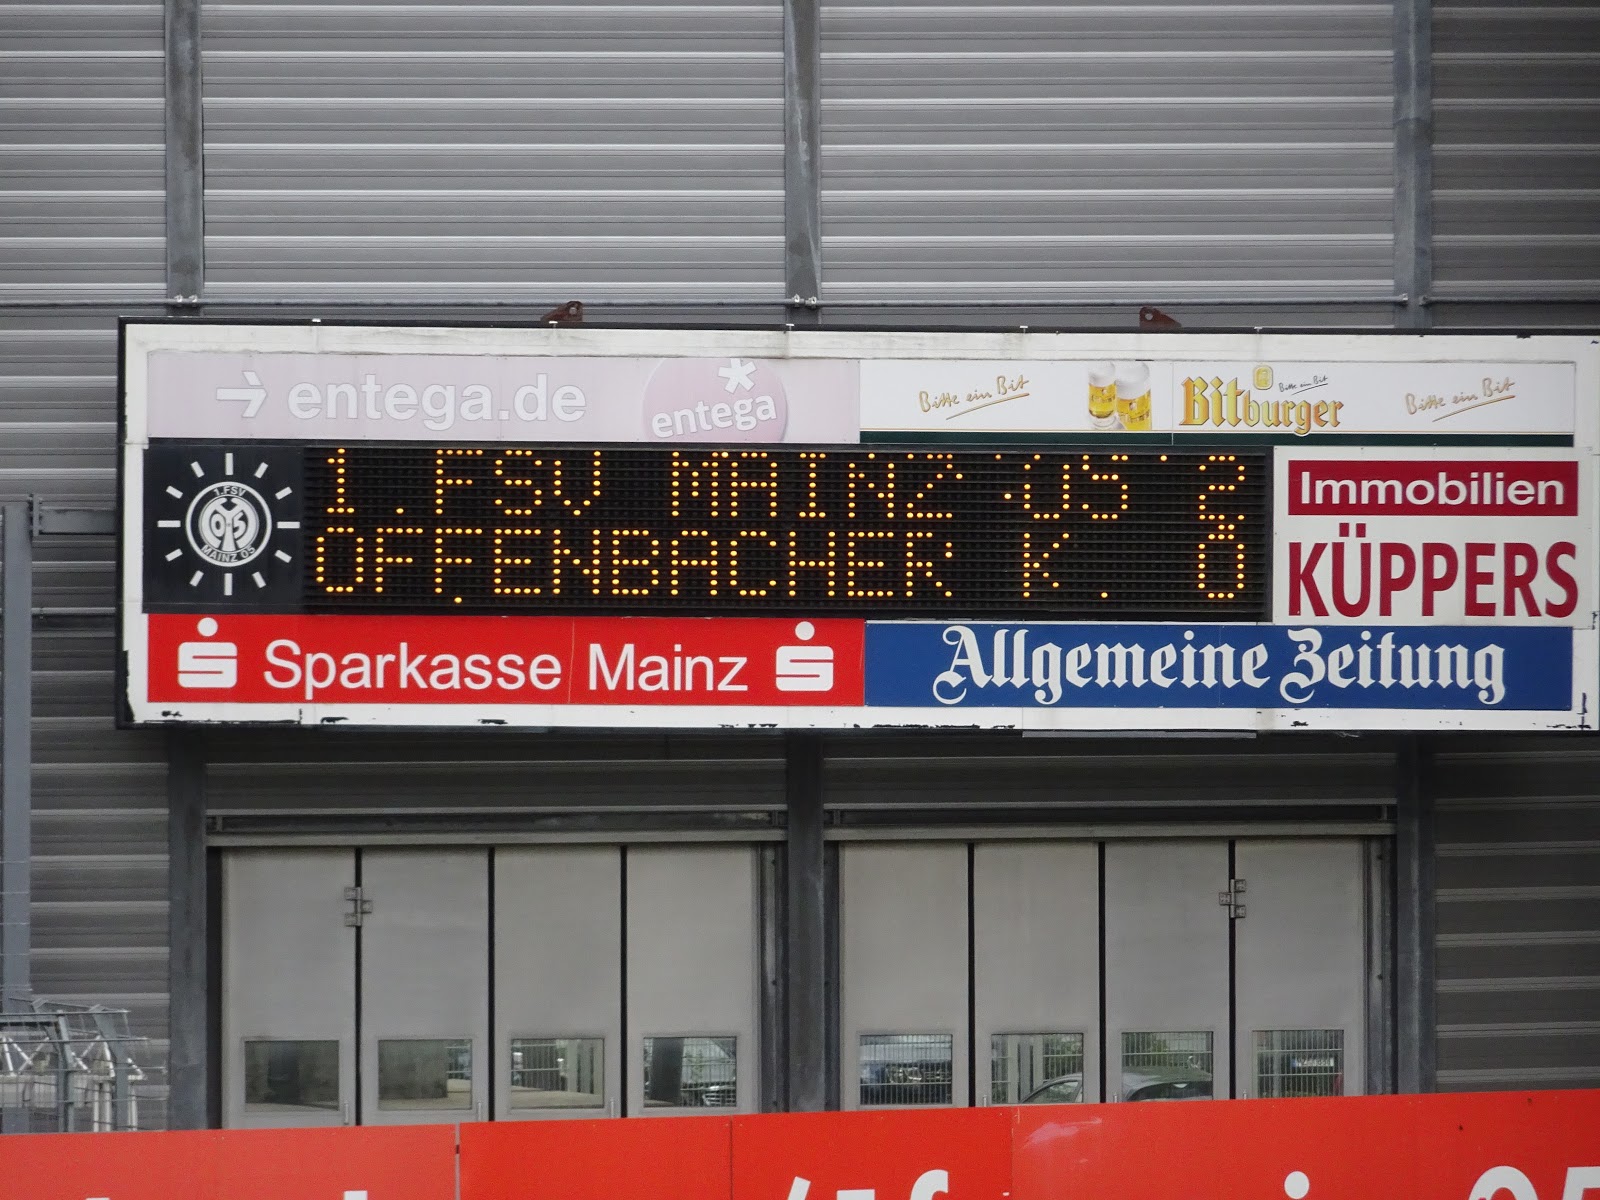 → entega.de
entega
Bitte ein Bit
Bitburger
Bitte ein Bit
Bitte ein Bit
1.FSV
05
MAINZ 05
1.FSV MAINZ 05 2
OFFENBACHER K. 0
Immobilien
KÜPPERS
Sparkasse Mainz
Allgemeine Zeitung